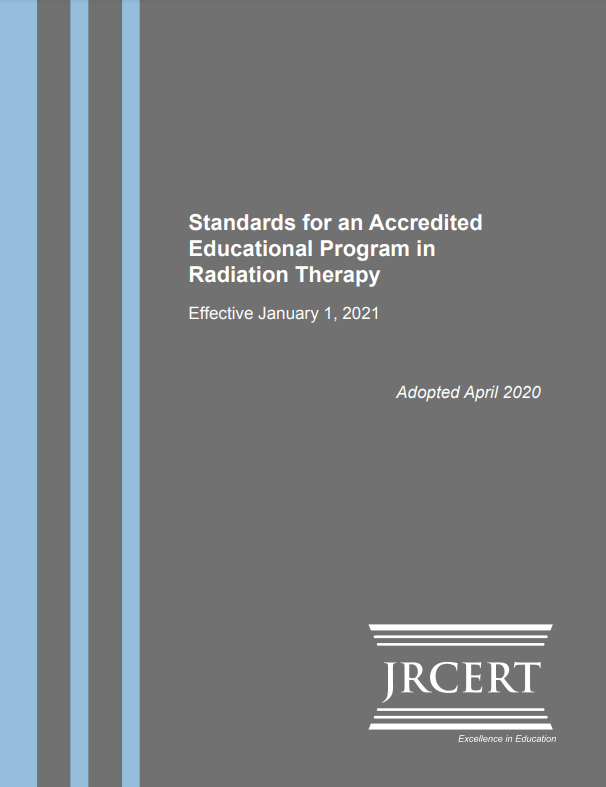 Standards for an Accredited
Educational Program in
Radiation Therapy
Effective January 1, 2021
Adopted April 2020
JRCERT
Excellence in Education